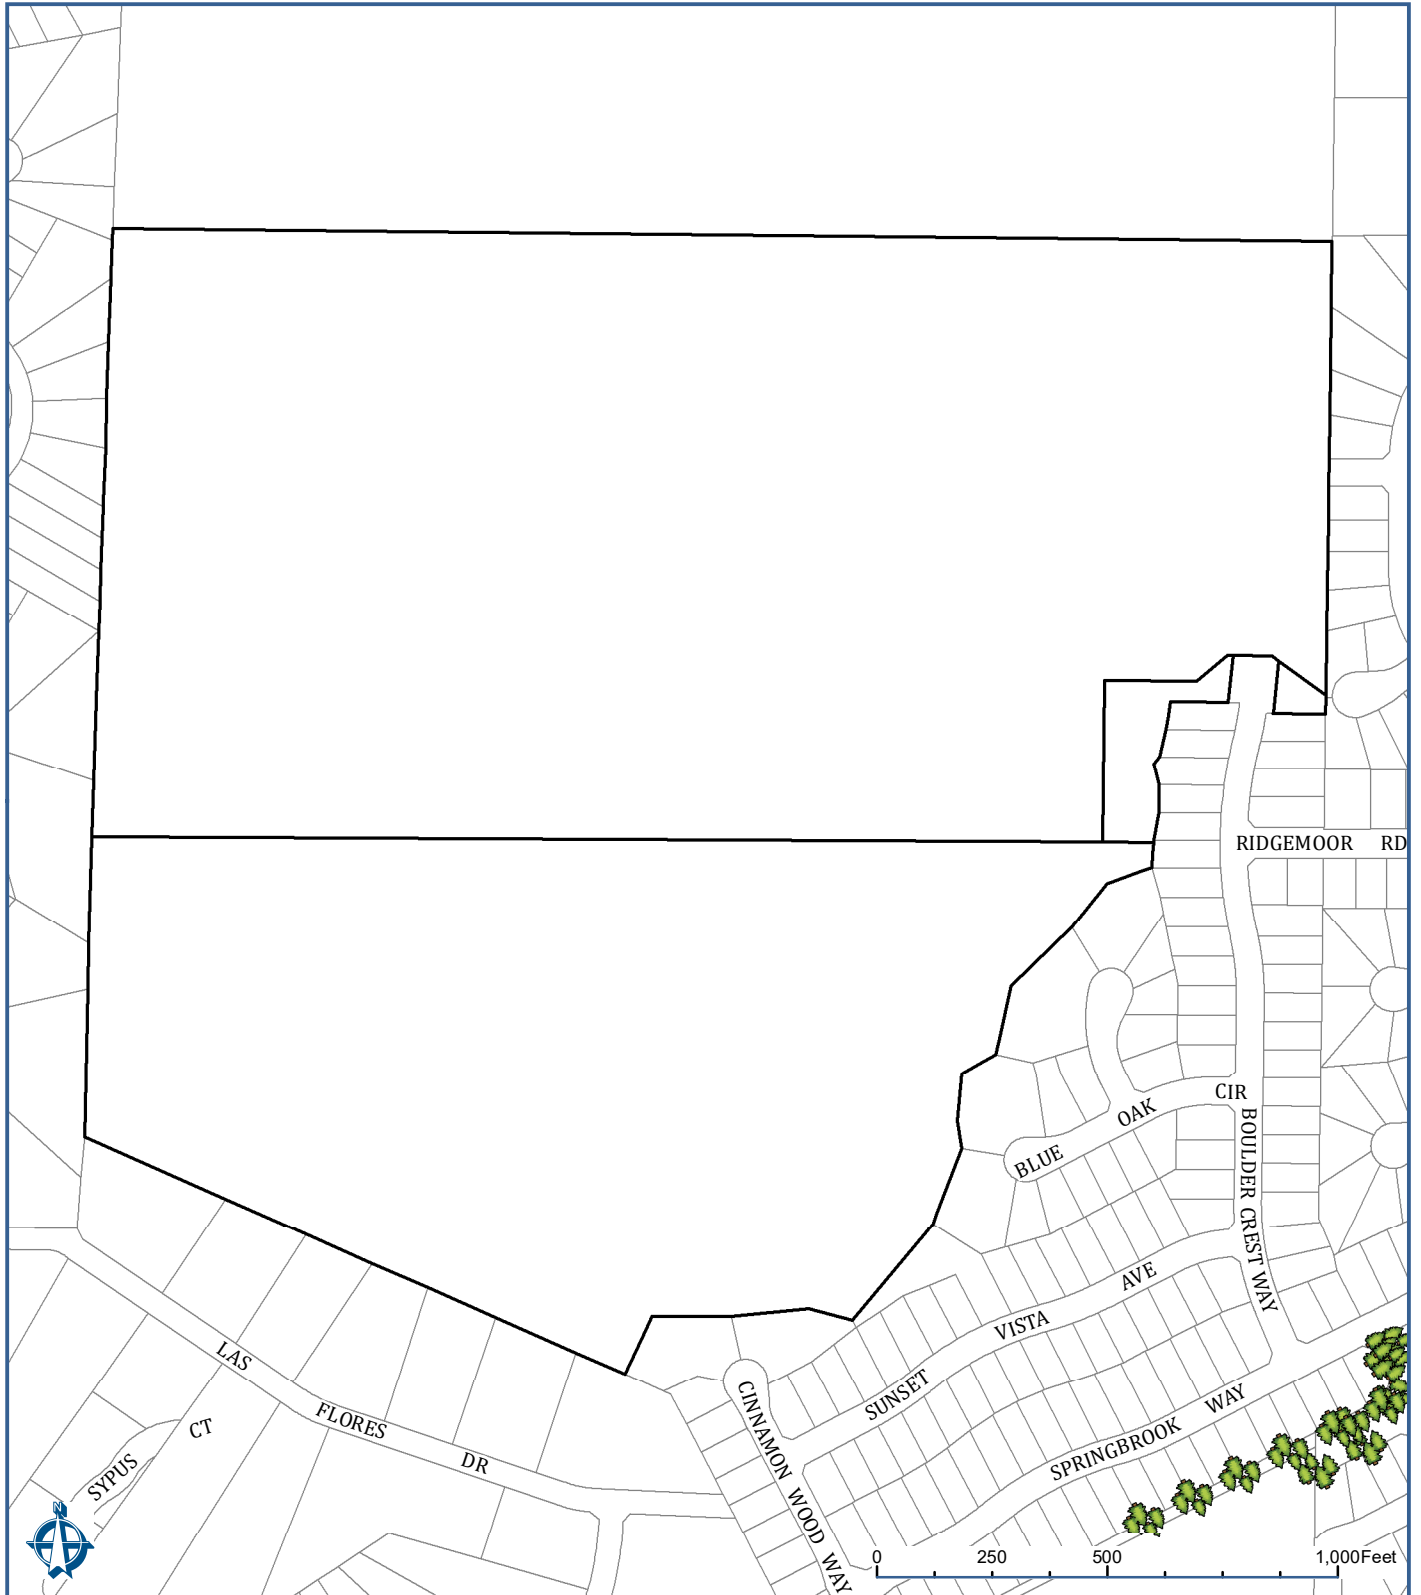 RIDGEMOOR RD
BLUE OAK CIR
BOULDER CREST WAY
SUNSET VISTA AVE
SPRINGBROOK WAY
CINNAMON WOOD WAY
LAS FLORES DR
SYPUS CT
N
0 250 500 1,000Feet